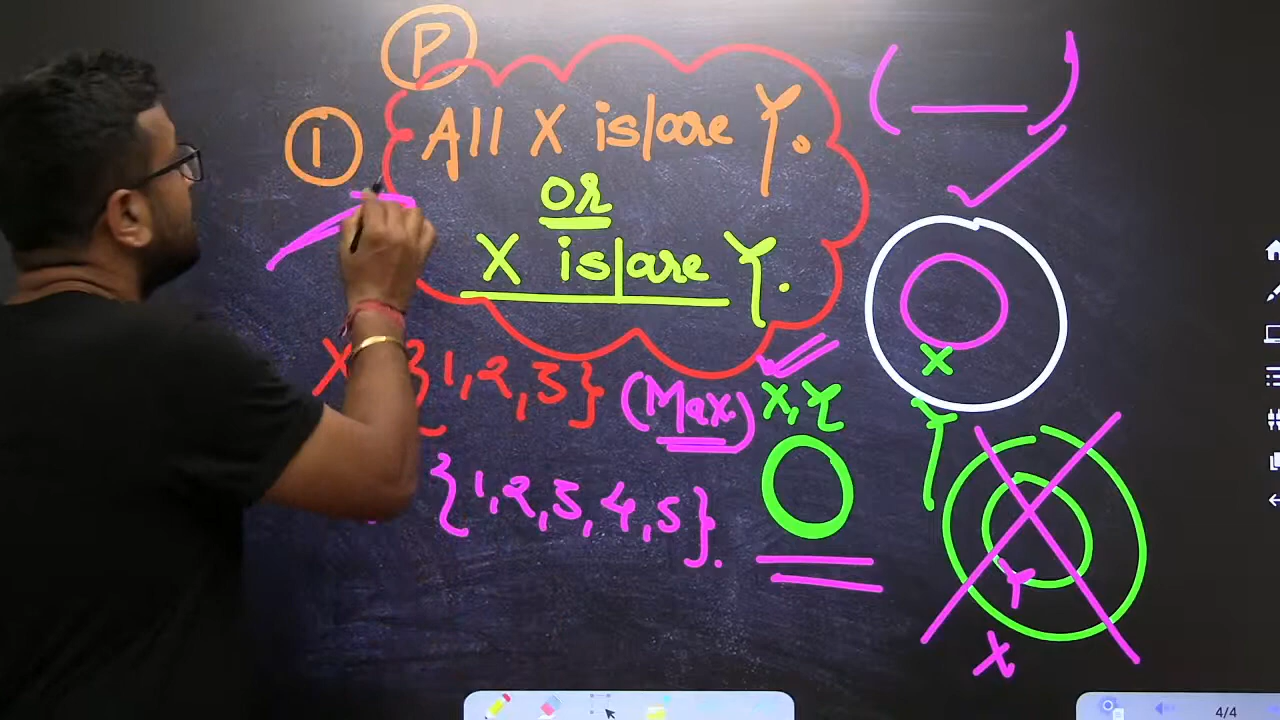 P
1
All X is/are Y.
or
X is/are Y.
X {1,2,3} (Max.)
{1,2,3,4,5}.
X, Y
X
Y
Y
X
4/4